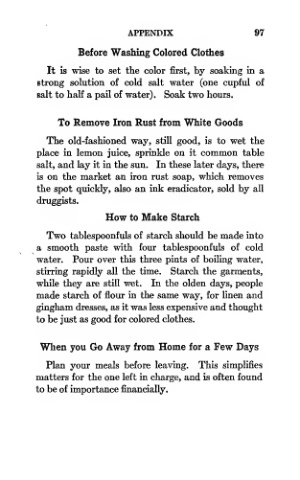 APPENDIX 97
Before Washing Colored Clothes
It is wise to set the color first, by soaking in a
strong solution of cold salt water (one cupful of
salt to half a pail of water). Soak two hours.
To Remove Iron Rust from White Goods
The old-fashioned way, still good, is to wet the
place in lemon juice, sprinkle on it common table
salt, and lay it in the sun. In these later days, there
is on the market an iron rust soap, which removes
the spot quickly, also an ink eradicator, sold by all
druggists.
How to Make Starch
Two tablespoonfuls of starch should be made into
a smooth paste with four tablespoonfuls of cold
water. Pour over this three pints of boiling water,
stirring rapidly all the time. Starch the garments,
while they are still wet. In the olden days, people
made starch of flour in the same way, for linen and
gingham dresses, as it was less expensive and thought
to be just as good for colored clothes.
When you Go Away from Home for a Few Days
Plan your meals before leaving. This simplifies
matters for the one left in charge, and is often found
to be of importance financially.